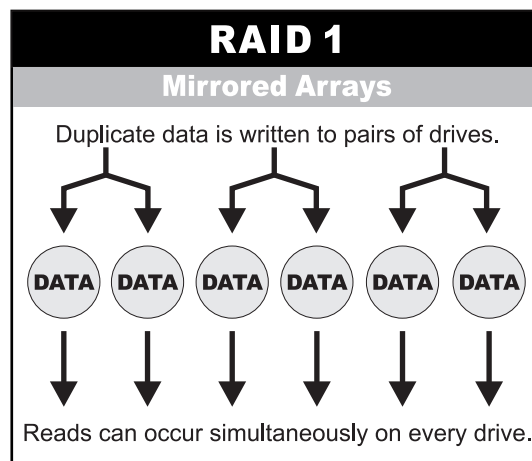 RAID 1
Mirrored Arrays
Duplicate data is written to pairs of drives.
DATA DATA DATA DATA DATA DATA
Reads can occur simultaneously on every drive.